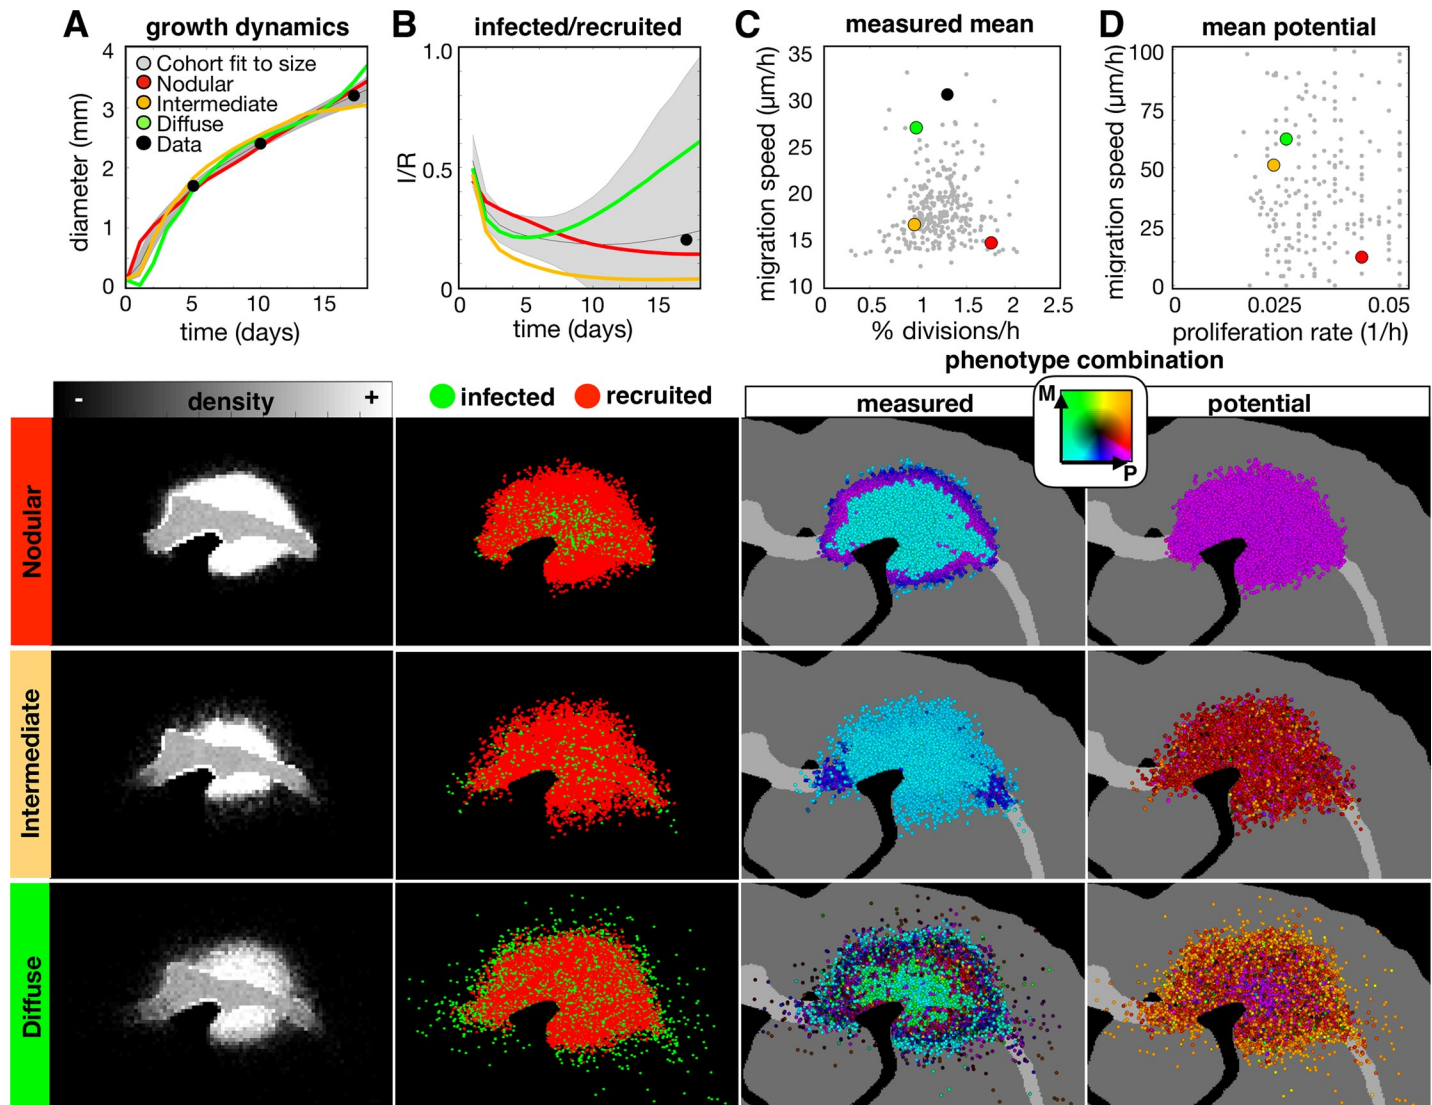 A growth dynamics
4
3
2
1
0
diameter (mm)
Cohort fit to size
Nodular
Intermediate
Diffuse
Data
0
5
10
15
time (days)
B infected/recruited
1.0
0.5
0
I/R
0
5
10
15
time (days)
C measured mean
35
30
25
20
15
10
migration speed (μm/h)
0
0.5
1
1.5
2
2.5
% divisions/h
D mean potential
100
75
50
25
0
migration speed (μm/h)
0
0.025
0.05
proliferation rate (1/h)
phenotype combination
- density +
infected recruited
measured
M
P
potential
Nodular
Intermediate
Diffuse